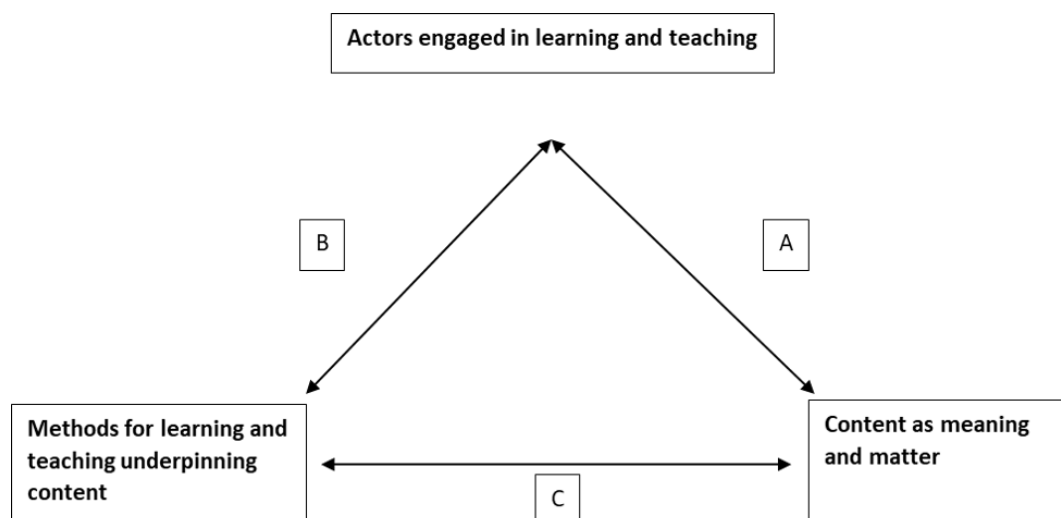 Actors engaged in learning and teaching
B
A
Methods for learning and
teaching underpinning
content
Content as meaning
and matter
C